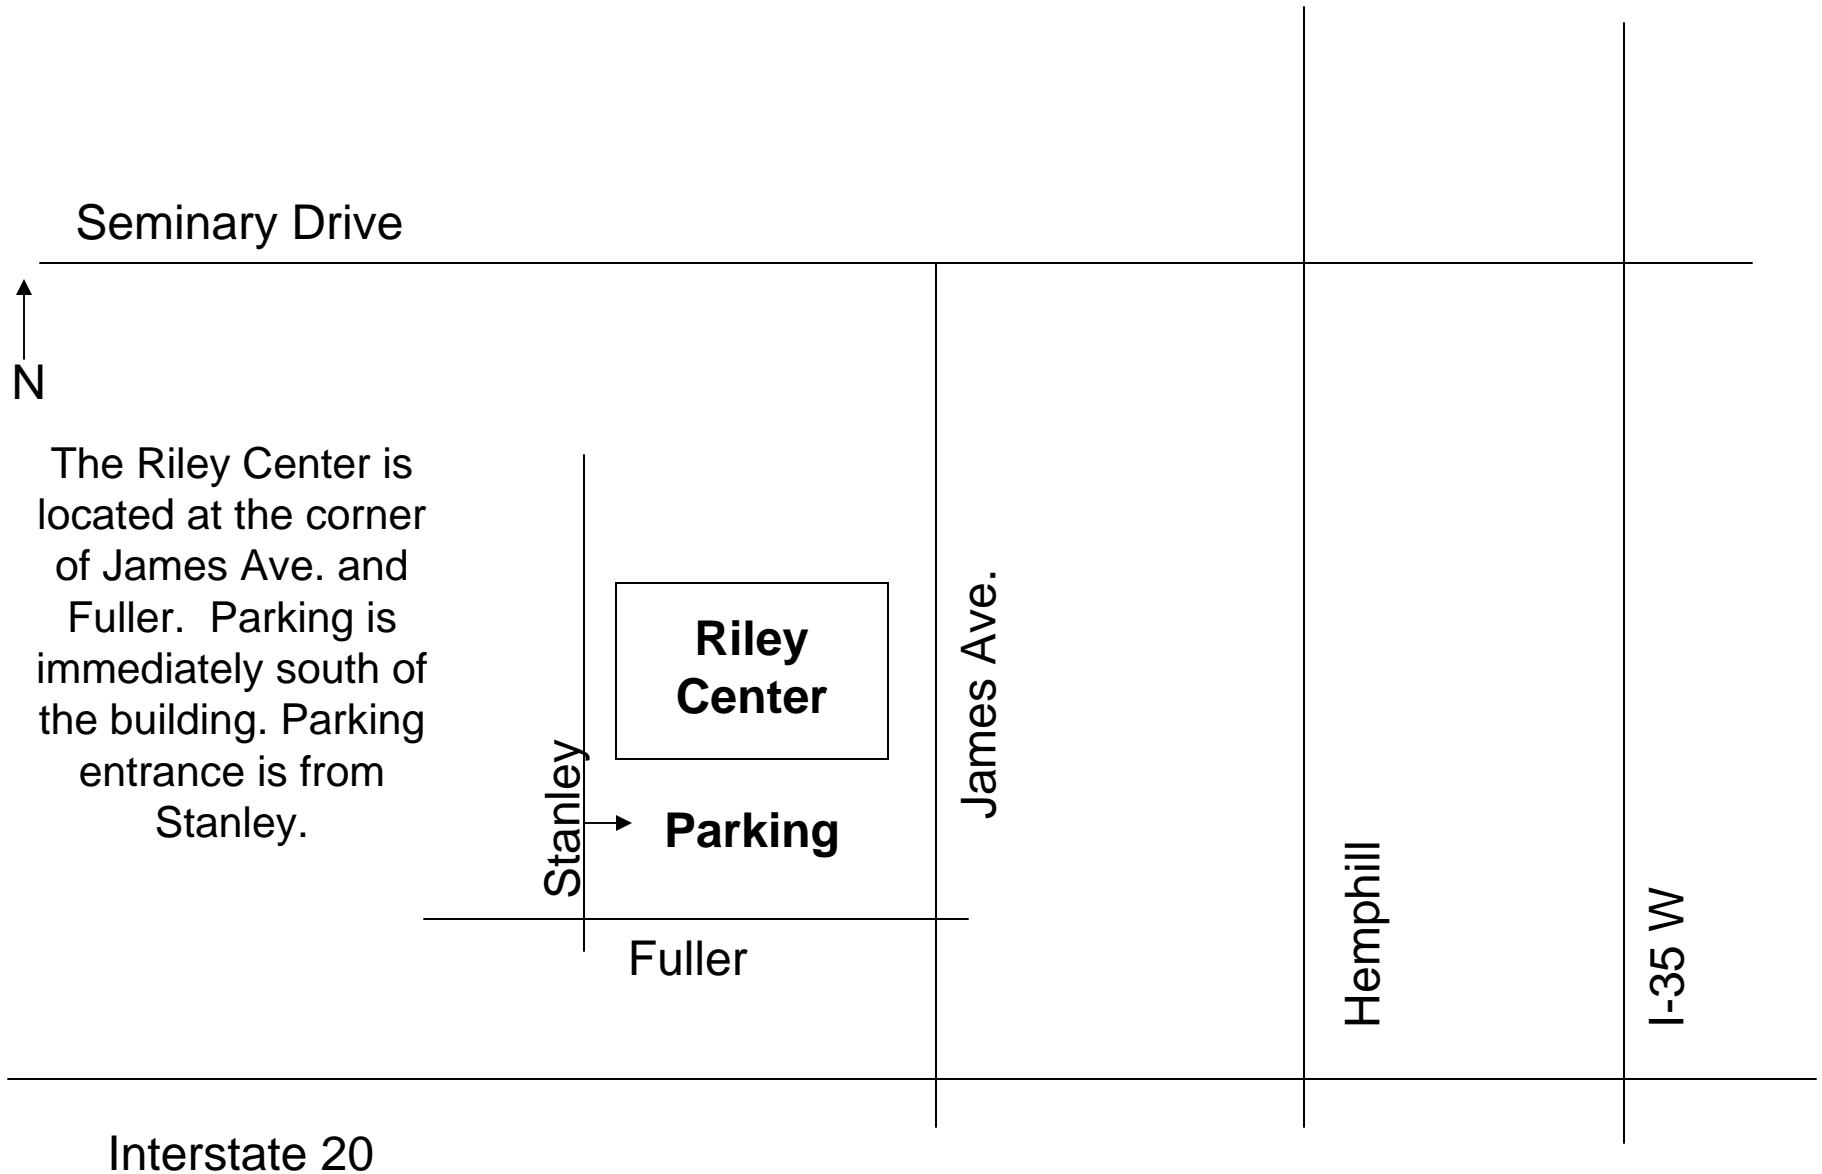 Seminary Drive
N
The Riley Center is
located at the corner
of James Ave. and
Fuller.  Parking is
immediately south of
the building. Parking
entrance is from
Stanley.
Riley
Center
Parking
Stanley
Fuller
James Ave.
Hemphill
I-35 W
Interstate 20